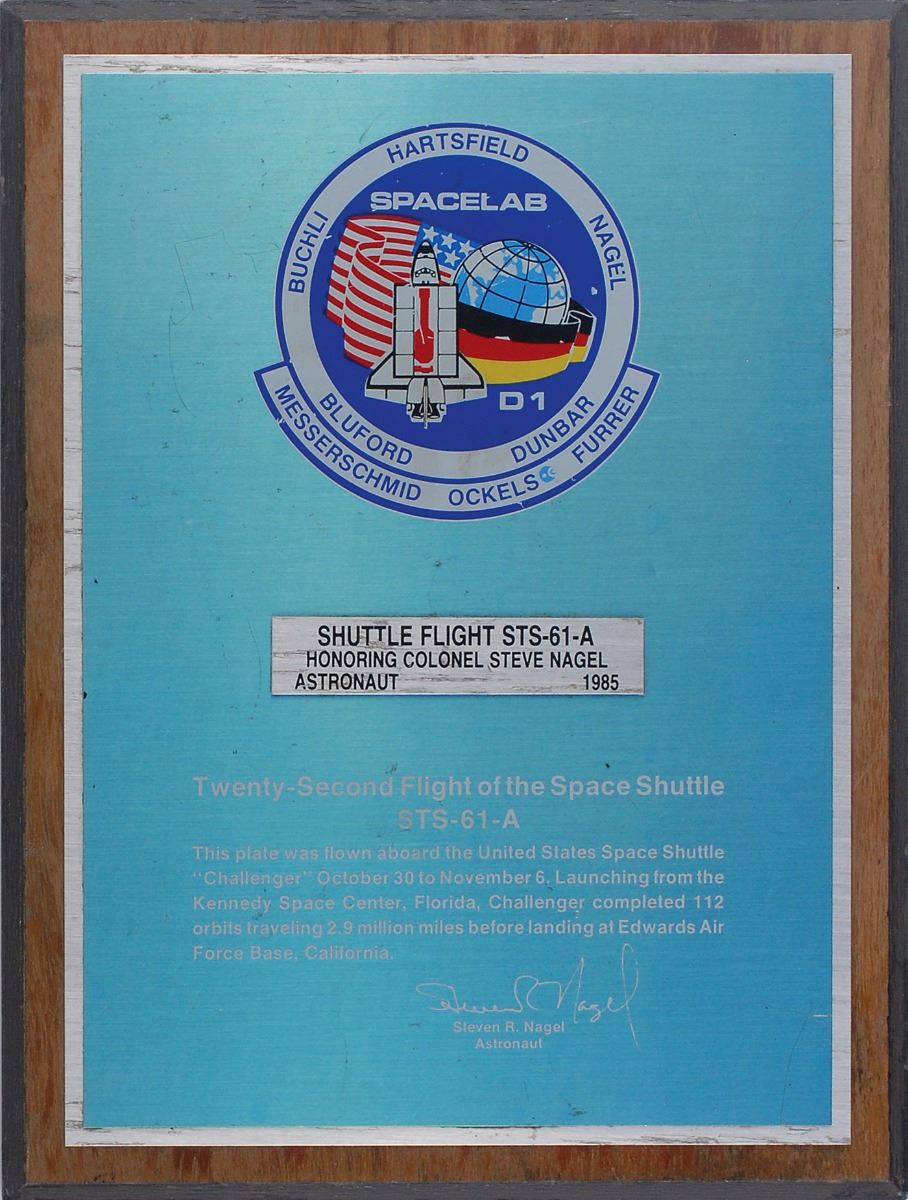 HARTSFIELD
SPACELAB
BUCHLI
NAGEL
D1
BLUFORD
DUNBAR
MESSERSCHMID
OCKELS
FURRER
SHUTTLE FLIGHT STS-61-A
HONORING COLONEL STEVE NAGEL
ASTRONAUT 1985
Twenty-Second Flight of the Space Shuttle
STS-61-A
This plate was flown aboard the United States Space Shuttle
"Challenger" October 30 to November 6. Launching from the
Kennedy Space Center, Florida, Challenger completed 112
orbits traveling 2.9 million miles before landing at Edwards Air
Force Base, California.
Steven R Nagel
Steven R. Nagel
Astronaut